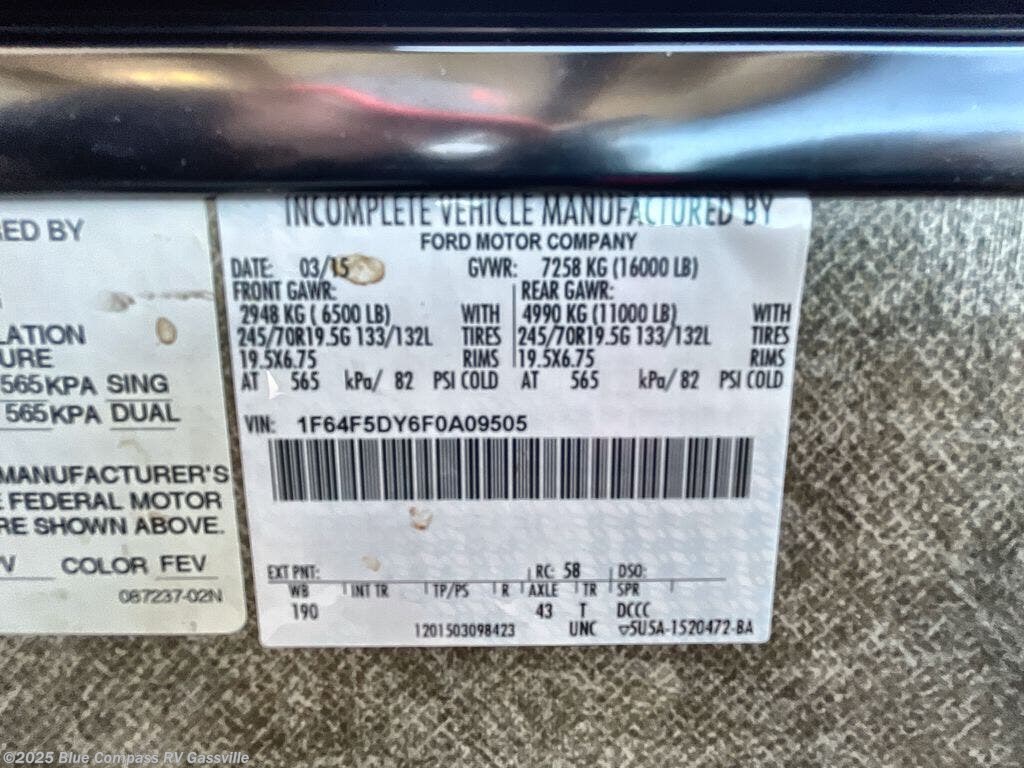 ED BY
LATION
URE
565 KPA SING
565 KPA DUAL
MANUFACTURER'S
FEDERAL MOTOR
RE SHOWN ABOVE.
COLOR FEV
087237-02N
INCOMPLETE VEHICLE MANUFACTURED BY
FORD MOTOR COMPANY
DATE: 03/15 GVWR: 7258 KG (16000 LB)
FRONT GAWR: REAR GAWR:
2948 KG ( 6500 LB) WITH 4990 KG (11000 LB) WITH
245/70R19.5G 133/132L TIRES 245/70R19.5G 133/132L TIRES
19.5X6.75 RIMS 19.5X6.75 RIMS
AT 565 kPa/ 82 PSI COLD AT 565 kPa/ 82 PSI COLD
VIN: 1F64F5DY6F0A09505
EXT PNT: RC: 58 DSO:
WB INT TR TP/PS R AXLE TR SPR
190 43 T DCCC
1201503098423 UNC ▽5USA-1520472-BA
©2025 Blue Compass RV Gassville